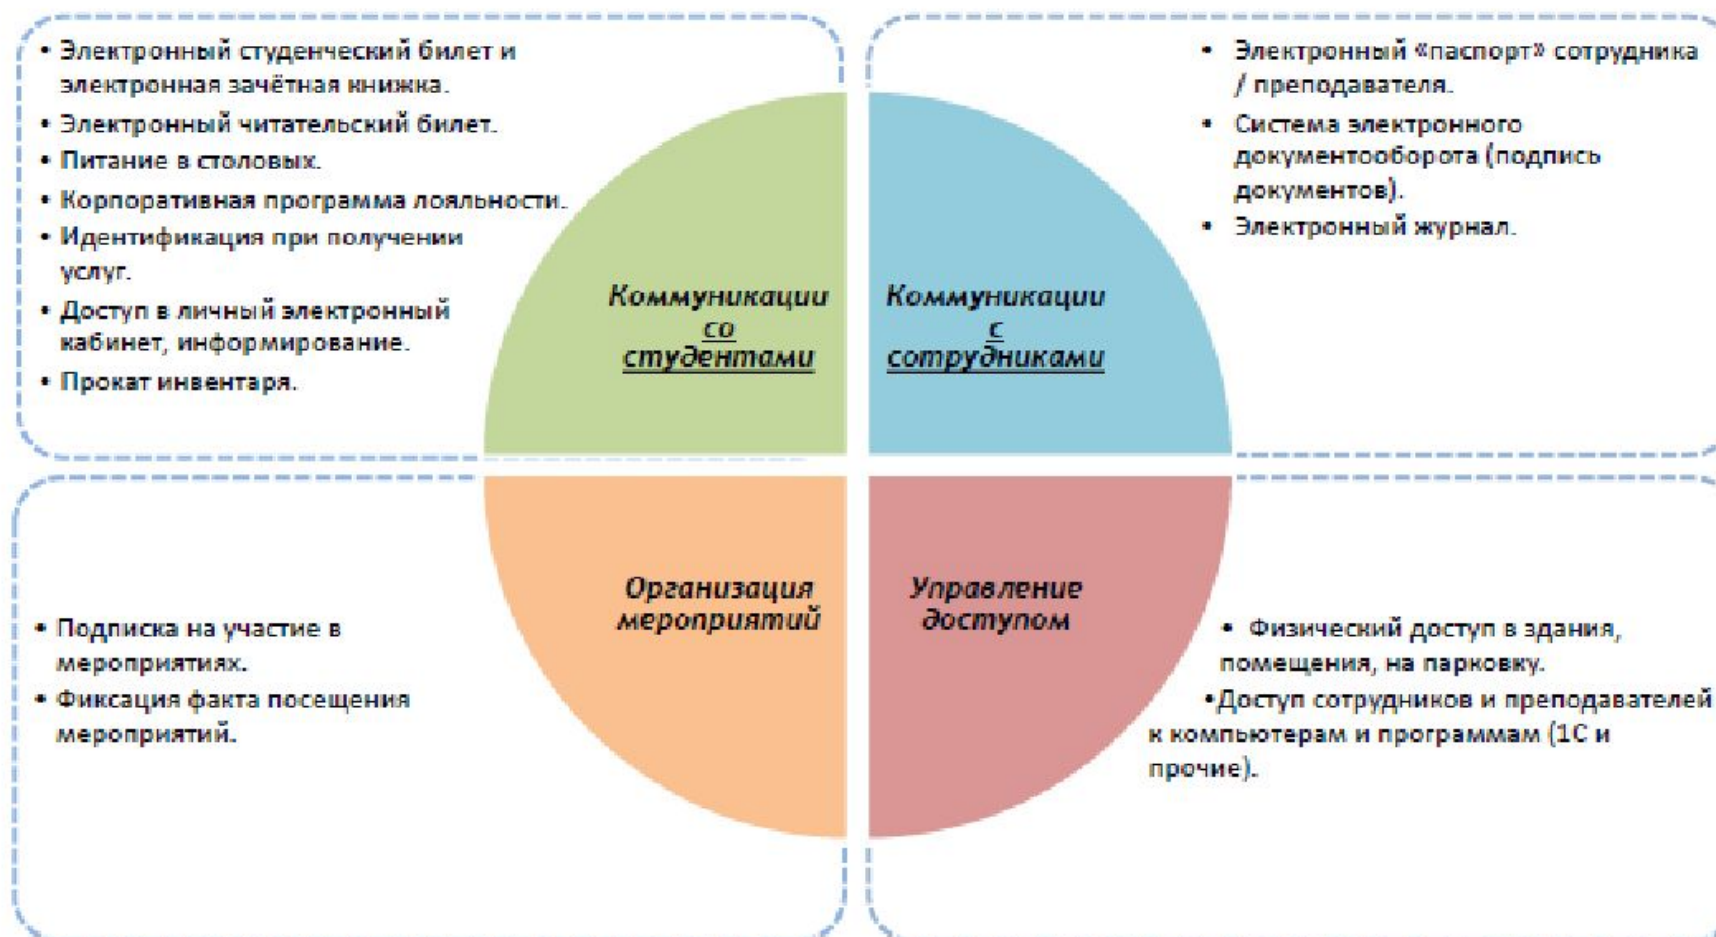 • Электронный студенческий билет и
электронная зачётная книжка.
• Электронный читательский билет.
• Питание в столовых.
• Корпоративная программа лояльности.
• Идентификация при получении
услуг.
• Доступ в личный электронный
кабинет, информирование.
• Прокат инвентаря.
Коммуникации
со
студентами
Коммуникации
с
сотрудниками
• Электронный «паспорт» сотрудника
/ преподавателя.
• Система электронного
документооборота (подпись
документов).
• Электронный журнал.
• Подписка на участие в
мероприятиях.
• Фиксация факта посещения
мероприятий.
Организация
мероприятий
Управление
доступом
• Физический доступ в здания,
помещения, на парковку.
•Доступ сотрудников и преподавателей
к компьютерам и программам (1С и
прочие).